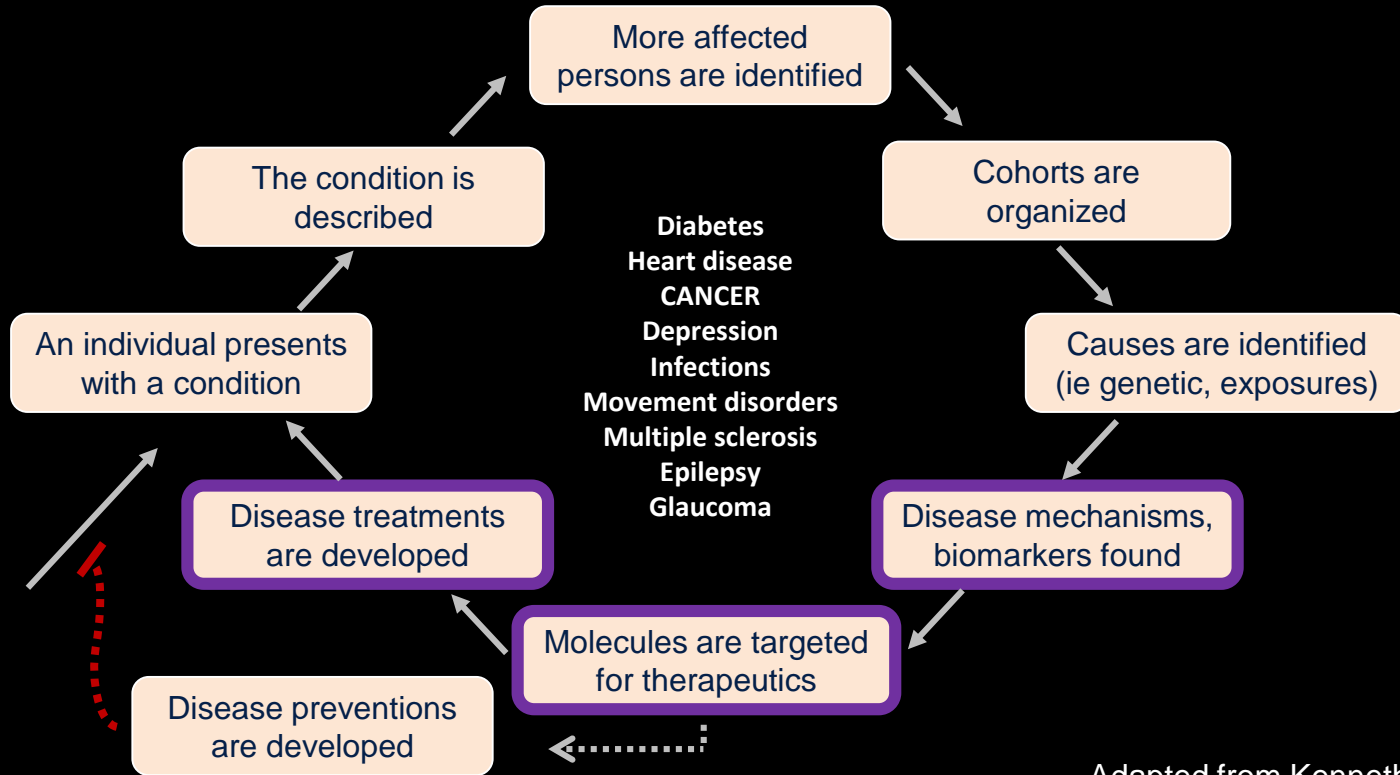 More affected
persons are identified
The condition is
described
Cohorts are
organized
Diabetes
Heart disease
CANCER
Depression
Infections
Movement disorders
Multiple sclerosis
Epilepsy
Glaucoma
An individual presents
with a condition
Causes are identified
(ie genetic, exposures)
Disease treatments
are developed
Disease mechanisms,
biomarkers found
Molecules are targeted
for therapeutics
Disease preventions
are developed
Adapted from Kenneth